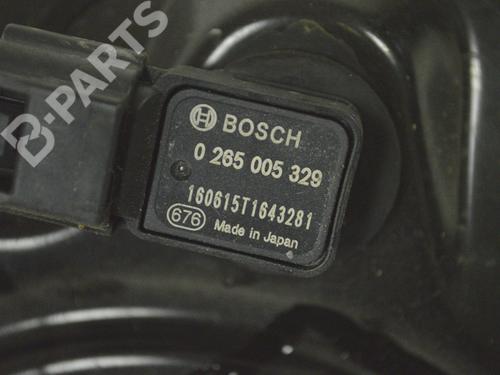 B-PARTS
BOSCH
0 265 005 329
160615T1643281
676 Made in Japan